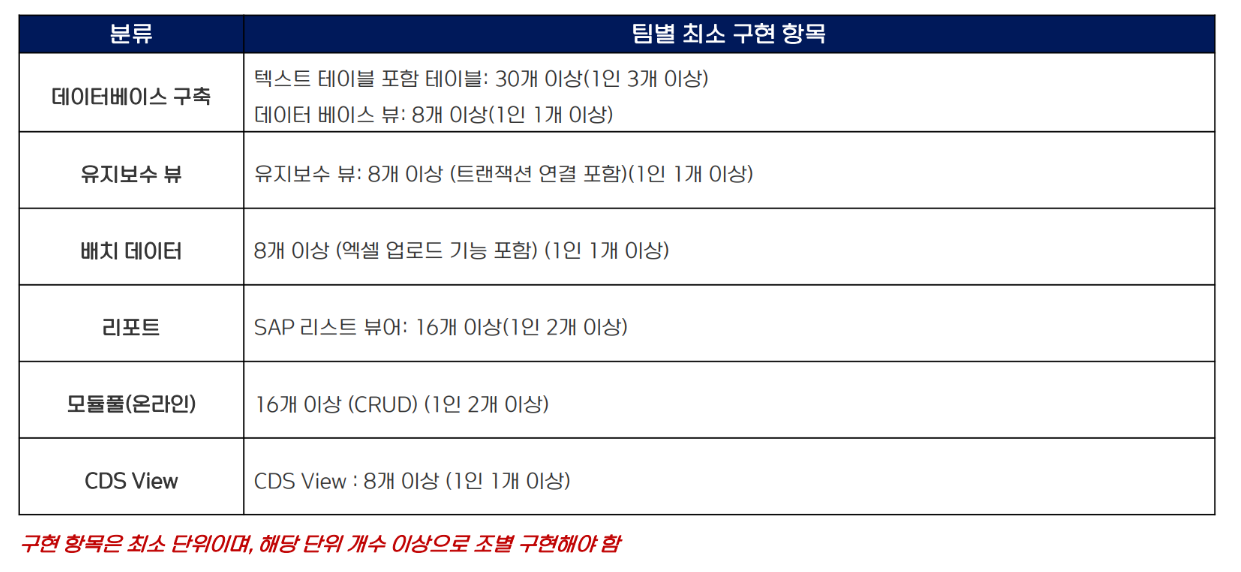 분류
팀별 최소 구현 항목
데이터베이스 구축
텍스트 테이블 포함 테이블: 30개 이상(1인 3개 이상)
데이터 베이스 뷰: 8개 이상(1인 1개 이상)
유지보수 뷰
유지보수 뷰: 8개 이상 (트랜잭션 연결 포함)(1인 1개 이상)
배치 데이터
8개 이상 (엑셀 업로드 기능 포함) (1인 1개 이상)
리포트
SAP 리스트 뷰어: 16개 이상(1인 2개 이상)
모듈풀(온라인)
16개 이상 (CRUD) (1인 2개 이상)
CDS View
CDS View : 8개 이상 (1인 1개 이상)
구현 항목은 최소 단위이며, 해당 단위 개수 이상으로 조별 구현해야 함